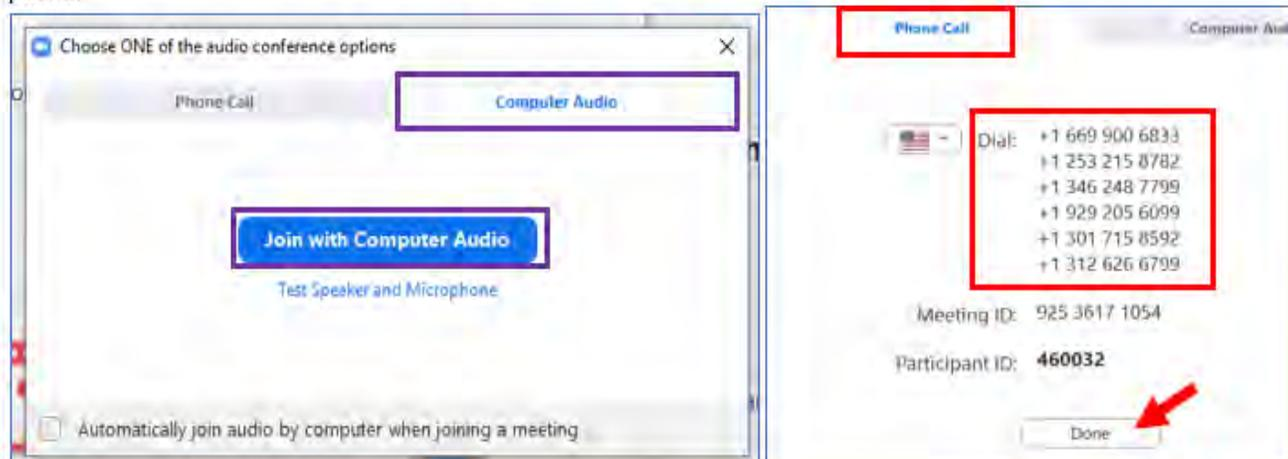 Choose ONE of the audio conference options
Phone Call
Computer Audio
Join with Computer Audio
Test Speaker and Microphone
Automatically join audio by computer when joining a meeting
Phone Call
Computer
Dial: +1 669 900 6833
+1 253 215 8782
+1 346 248 7799
+1 929 205 6099
+1 301 715 8592
+1 312 626 6799
Meeting ID: 925 3617 1054
Participant ID: 460032
Done